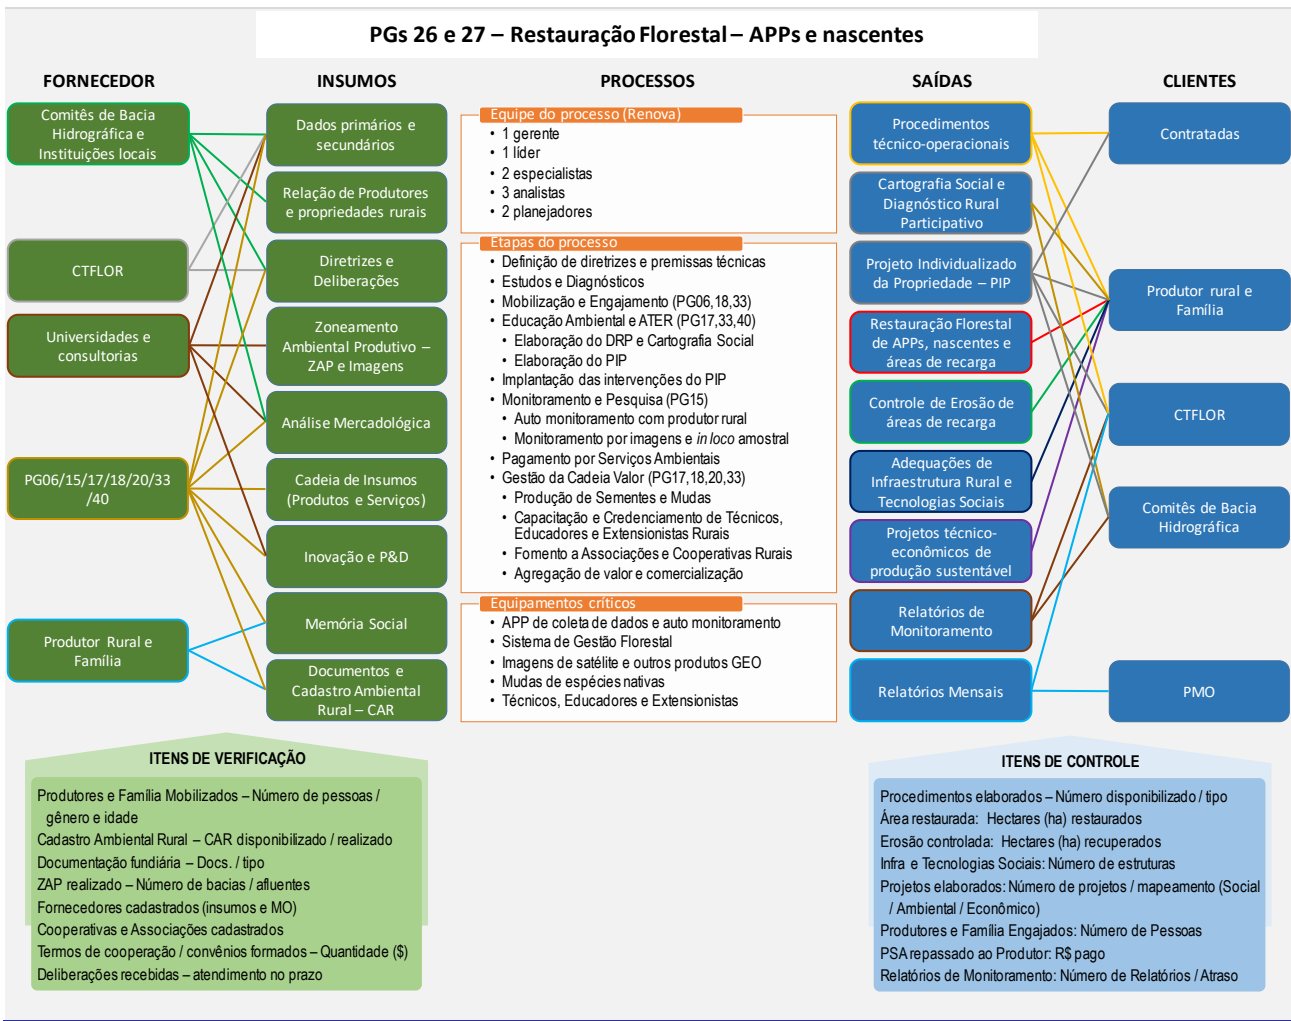 PGs 26 e 27 – Restauração Florestal – APPs e nascentes
FORNECEDOR
Comitês de Bacia
Hidrográfica e
Instituições locais
CTFLOR
Universidades e
consultorias
PG06/15/17/18/20/33
/40
Produtor Rural e
Família
INSUMOS
Dados primários e
secundários
Relação de Produtores
e propriedades rurais
Diretrizes e
Deliberações
Zoneamento
Ambiental Produtivo –
ZAP e Imagens
Análise Mercadológica
Cadeia de Insumos
(Produtos e Serviços)
Inovação e P&D
Memória Social
Documentos e
Cadastro Ambiental
Rural – CAR
PROCESSOS
Equipe do processo (Renova)
• 1 gerente
• 1 líder
• 2 especialistas
• 3 analistas
• 2 planejadores
Etapas do processo
• Definição de diretrizes e premissas técnicas
• Estudos e Diagnósticos
• Mobilização e Engajamento (PG06,18,33)
• Educação Ambiental e ATER (PG17,33,40)
• Elaboração do DRP e Cartografia Social
• Elaboração do PIP
• Implantação das intervenções do PIP
• Monitoramento e Pesquisa (PG15)
• Auto monitoramento com produtor rural
• Monitoramento por imagens e in loco amostral
• Pagamento por Serviços Ambientais
• Gestão da Cadeia Valor (PG17,18,20,33)
• Produção de Sementes e Mudas
• Capacitação e Credenciamento de Técnicos,
Educadores e Extensionistas Rurais
• Fomento a Associações e Cooperativas Rurais
• Agregação de valor e comercialização
Equipamentos críticos
• APP de coleta de dados e auto monitoramento
• Sistema de Gestão Florestal
• Imagens de satélite e outros produtos GEO
• Mudas de espécies nativas
• Técnicos, Educadores e Extensionistas
SAÍDAS
Procedimentos
técnico-operacionais
Cartografia Social e
Diagnóstico Rural
Participativo
Projeto Individualizado
da Propriedade – PIP
Restauração Florestal
de APPs, nascentes e
áreas de recarga
Controle de Erosão de
áreas de recarga
Adequações de
Infraestrutura Rural e
Tecnologias Sociais
Projetos técnico-
econômicos de
produção sustentável
Relatórios de
Monitoramento
Relatórios Mensais
CLIENTES
Contratadas
Produtor rural e
Família
CTFLOR
Comitês de Bacia
Hidrográfica
PMO
ITENS DE VERIFICAÇÃO
Produtores e Família Mobilizados – Número de pessoas /
gênero e idade
Cadastro Ambiental Rural – CAR disponibilizado / realizado
Documentação fundiária – Docs. / tipo
ZAP realizado – Número de bacias / afluentes
Fornecedores cadastrados (insumos e MO)
Cooperativas e Associações cadastrados
Termos de cooperação / convênios formados – Quantidade ($)
Deliberações recebidas – atendimento no prazo
ITENS DE CONTROLE
Procedimentos elaborados – Número disponibilizado / tipo
Área restaurada: Hectares (ha) restaurados
Erosão controlada: Hectares (ha) recuperados
Infra e Tecnologias Sociais: Número de estruturas
Projetos elaborados: Número de projetos / mapeamento (Social
/ Ambiental / Econômico)
Produtores e Família Engajados: Número de Pessoas
PSA repassado ao Produtor: R$ pago
Relatórios de Monitoramento: Número de Relatórios / Atraso